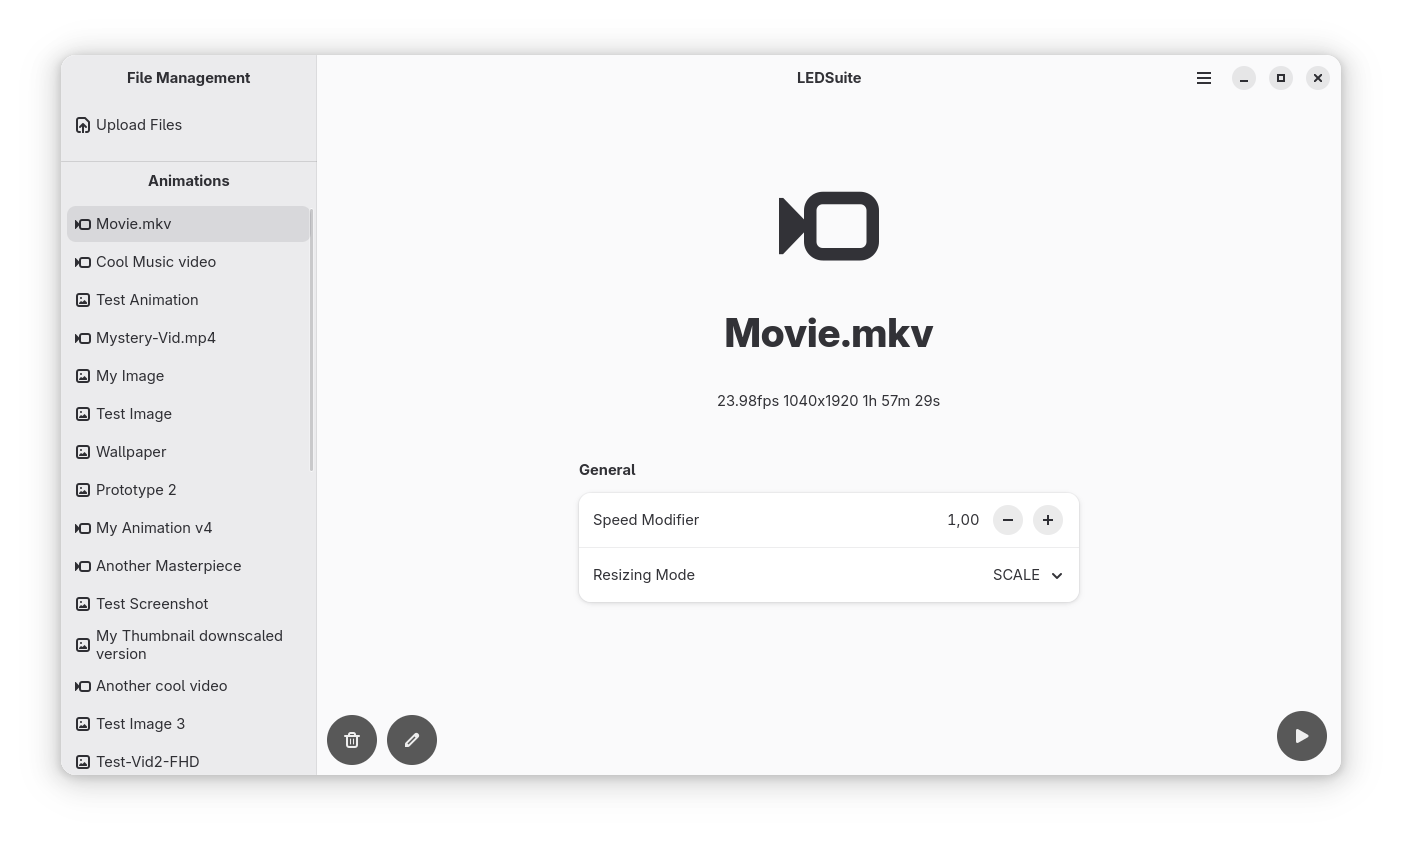 File Management
Upload Files
Animations
Movie.mkv
Cool Music video
Test Animation
Mystery-Vid.mp4
My Image
Test Image
Wallpaper
Prototype 2
My Animation v4
Another Masterpiece
Test Screenshot
My Thumbnail downscaled
version
Another cool video
Test Image 3
Test-Vid2-FHD
LEDSuite
Movie.mkv
23.98fps 1040x1920 1h 57m 29s
General
Speed Modifier 1,00
Resizing Mode SCALE